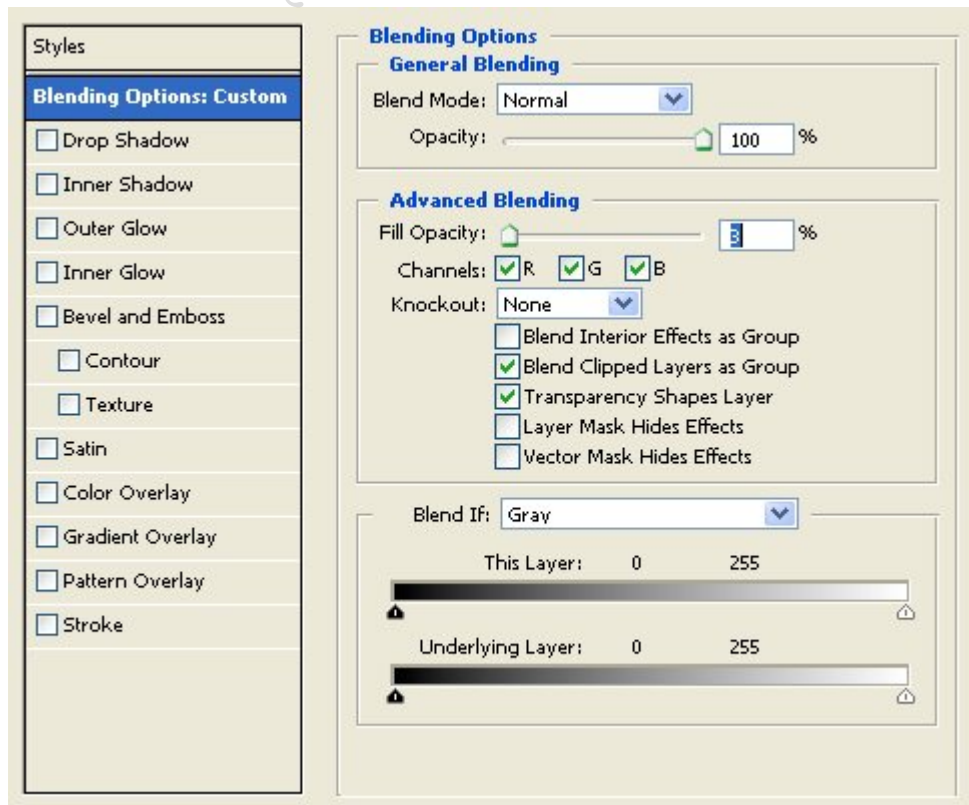 Styles
Blending Options: Custom
Drop Shadow
Inner Shadow
Outer Glow
Inner Glow
Bevel and Emboss
Contour
Texture
Satin
Color Overlay
Gradient Overlay
Pattern Overlay
Stroke
Blending Options
General Blending
Blend Mode: Normal
Opacity: 100 %
Advanced Blending
Fill Opacity: 3 %
Channels: R G B
Knockout: None
Blend Interior Effects as Group
Blend Clipped Layers as Group
Transparency Shapes Layer
Layer Mask Hides Effects
Vector Mask Hides Effects
Blend If: Gray
This Layer: 0 255
Underlying Layer: 0 255